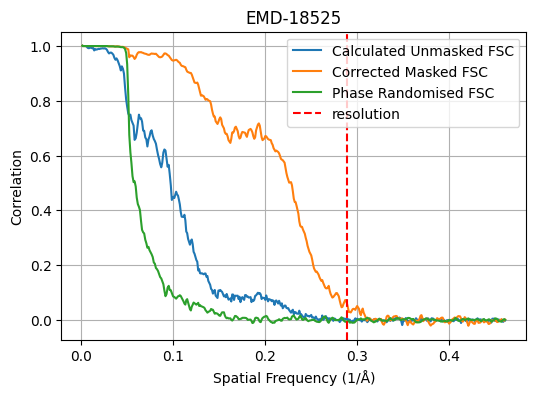 EMD-18525
1.0
0.8
0.6
0.4
0.2
0.0
Correlation
Calculated Unmasked FSC
Corrected Masked FSC
Phase Randomised FSC
resolution
0.0 0.1 0.2 0.3 0.4
Spatial Frequency (1/Å)